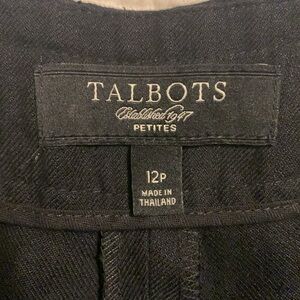 TALBOTS
Established 1947
PETITES
12P
MADE IN
THAILAND